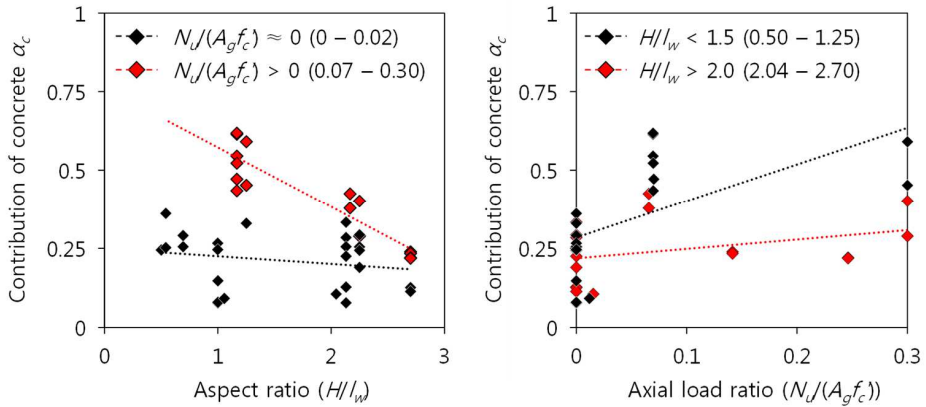 1
0.75
0.5
0.25
0
0 1 2 3
Contribution of concrete αc
Aspect ratio (H/lw)
Nu/(Agfc′) ≈ 0 (0 – 0.02)
Nu/(Agfc′) > 0 (0.07 – 0.30)
1
0.75
0.5
0.25
0
0 0.1 0.2 0.3
Contribution of concrete αc
Axial load ratio (Nu/(Agfc′))
H/lw < 1.5 (0.50 – 1.25)
H/lw > 2.0 (2.04 – 2.70)